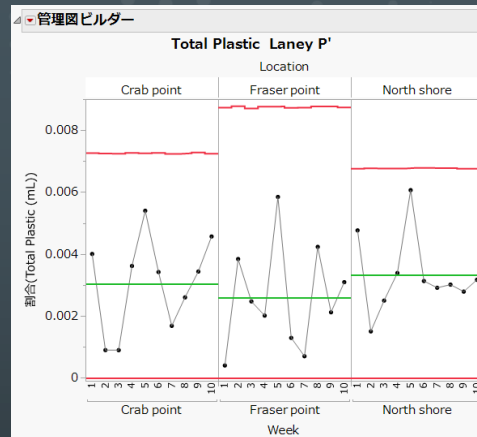 管理図ビルダー
Total Plastic Laney P'
Location
Crab point Fraser point North shore
割合(Total Plastic (mL))
0.008
0.006
0.004
0.002
0
1 2 3 4 5 6 7 8 9 10 1 2 3 4 5 6 7 8 9 10 1 2 3 4 5 6 7 8 9 10
Crab point Fraser point North shore
Week